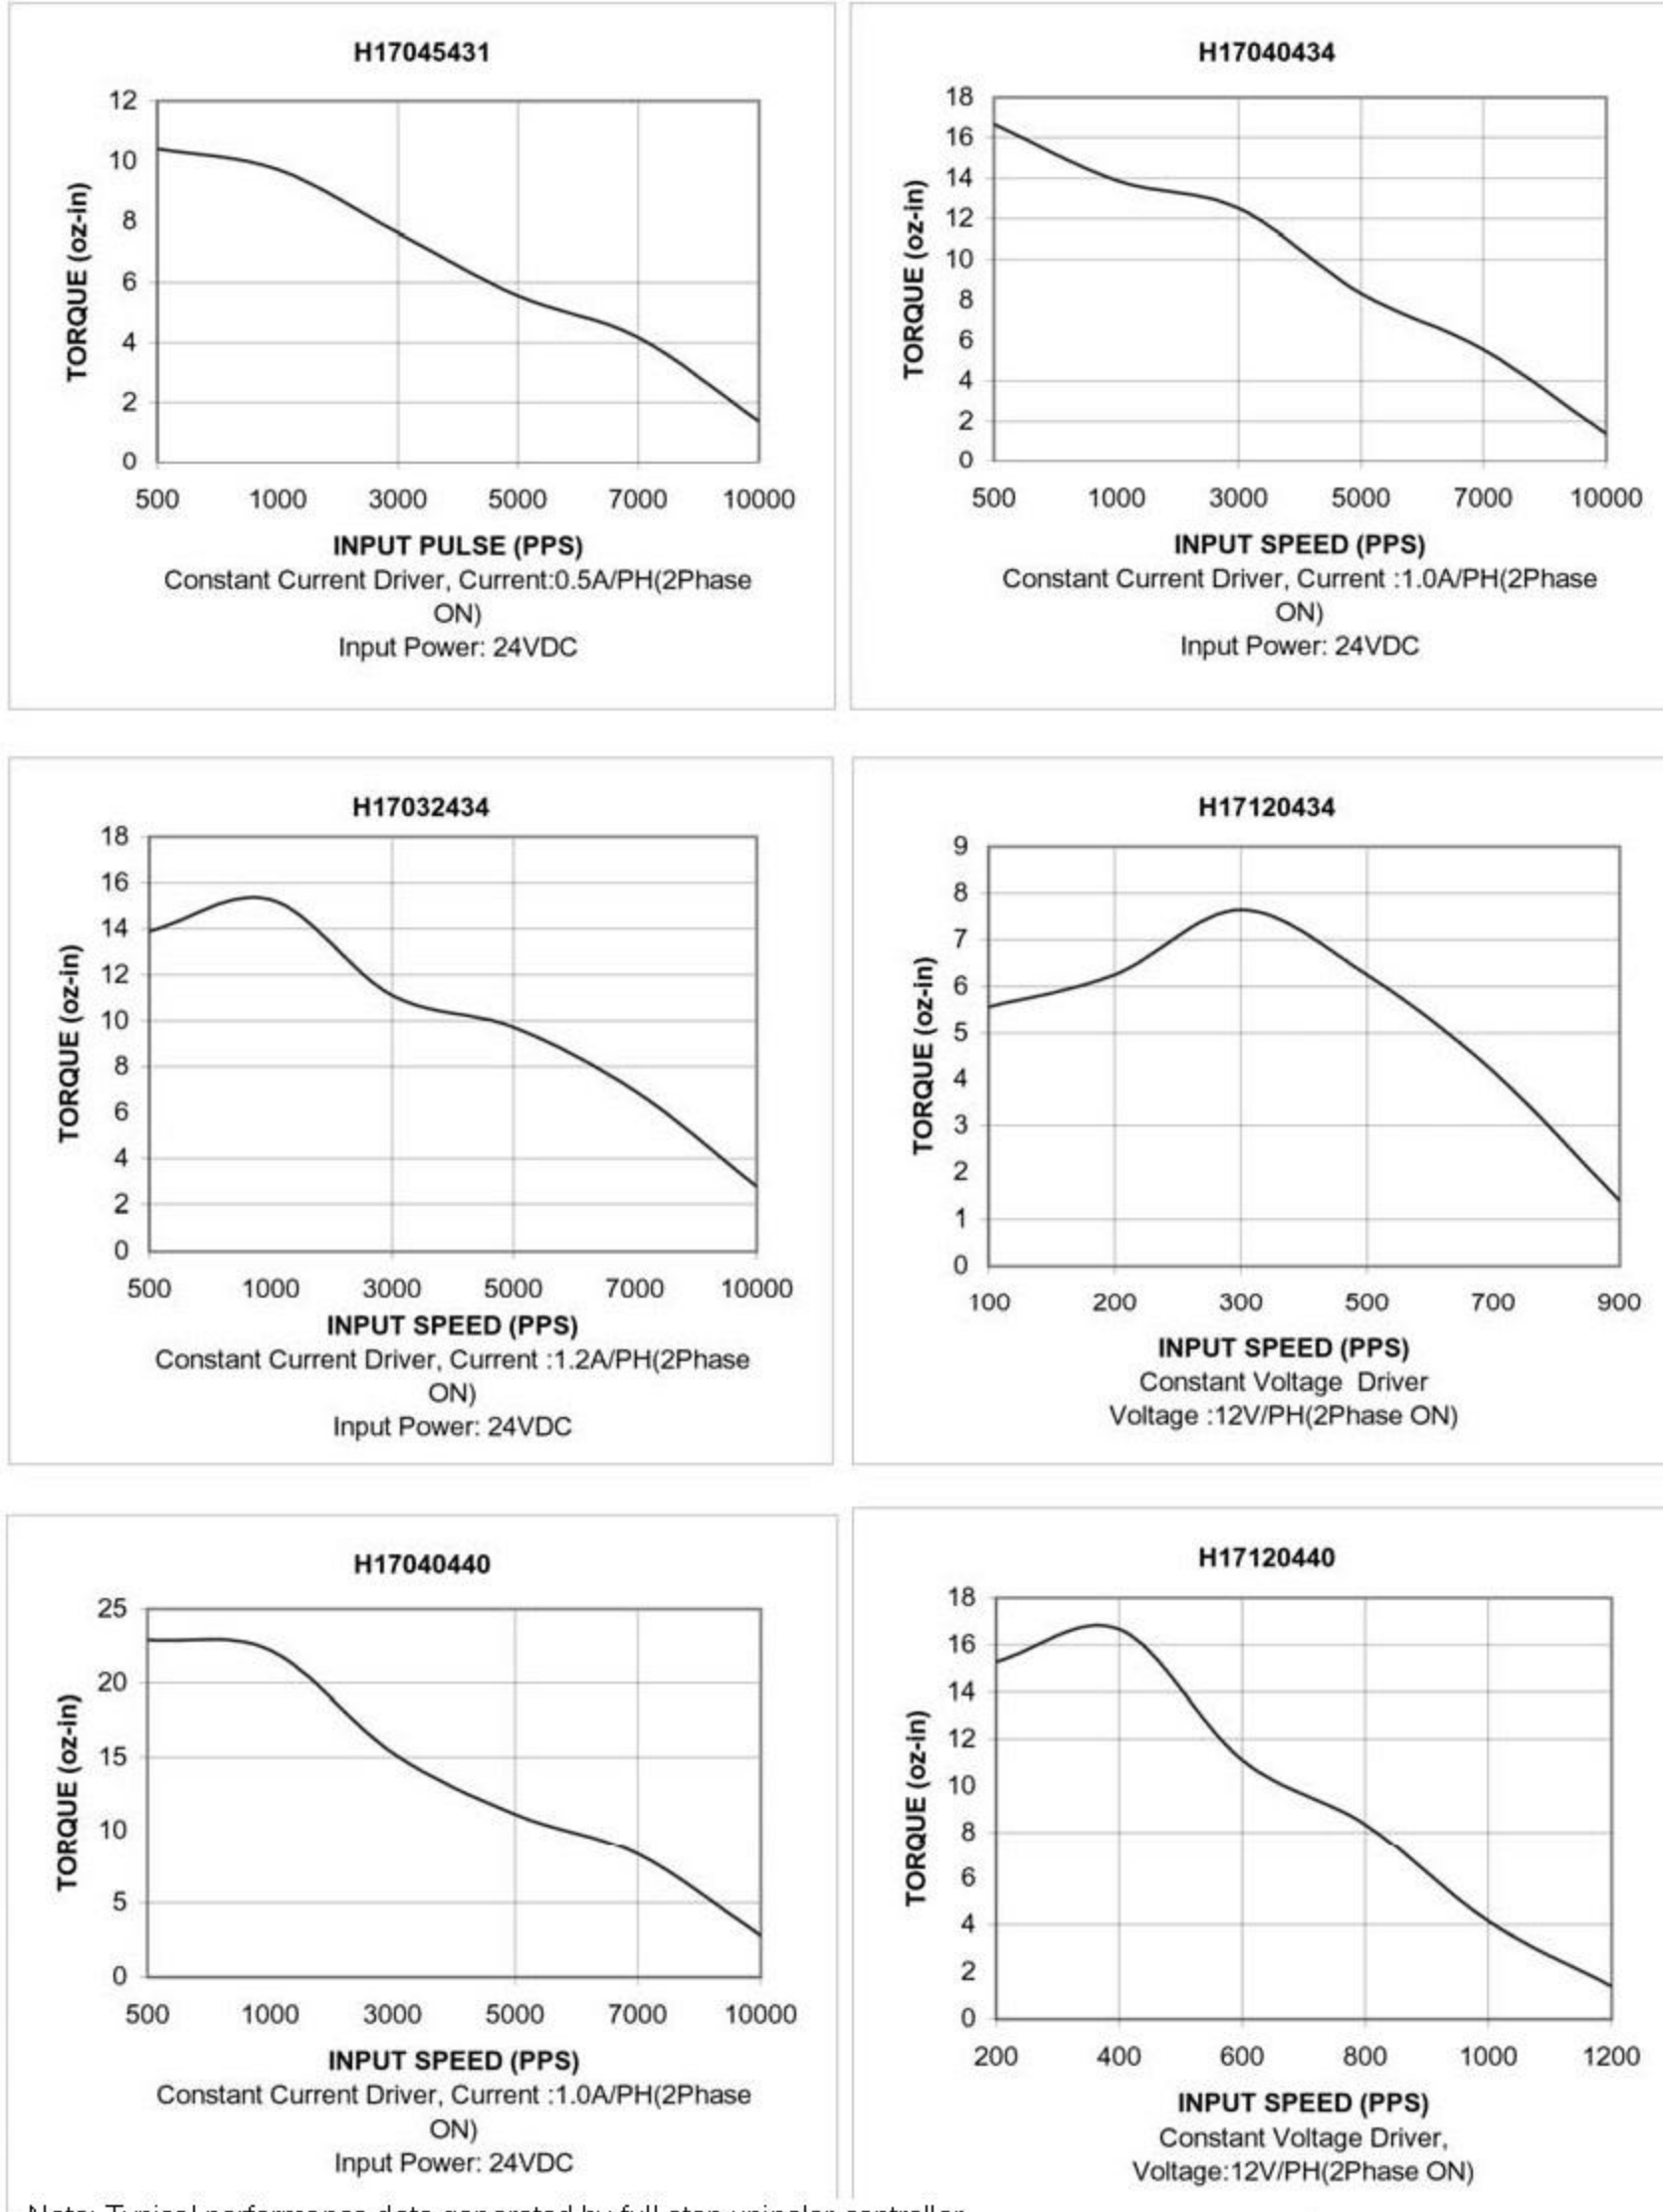 H17045431
12
10
8
6
4
2
0
TORQUE (oz-in)
500 1000 3000 5000 7000 10000
INPUT PULSE (PPS)
Constant Current Driver, Current:0.5A/PH(2Phase
ON)
Input Power: 24VDC
H17040434
18
16
14
12
10
8
6
4
2
0
TORQUE (oz-in)
500 1000 3000 5000 7000 10000
INPUT SPEED (PPS)
Constant Current Driver, Current :1.0A/PH(2Phase
ON)
Input Power: 24VDC
H17032434
18
16
14
12
10
8
6
4
2
0
TORQUE (oz-in)
500 1000 3000 5000 7000 10000
INPUT SPEED (PPS)
Constant Current Driver, Current :1.2A/PH(2Phase
ON)
Input Power: 24VDC
H17120434
9
8
7
6
5
4
3
2
1
0
TORQUE (oz-in)
100 200 300 500 700 900
INPUT SPEED (PPS)
Constant Voltage  Driver
Voltage :12V/PH(2Phase ON)
H17040440
25
20
15
10
5
0
TORQUE (oz-in)
500 1000 3000 5000 7000 10000
INPUT SPEED (PPS)
Constant Current Driver, Current :1.0A/PH(2Phase
ON)
Input Power: 24VDC
H17120440
18
16
14
12
10
8
6
4
2
0
TORQUE (oz-in)
200 400 600 800 1000 1200
INPUT SPEED (PPS)
Constant Voltage Driver,
Voltage:12V/PH(2Phase ON)
Note: Typical performance data generated by full step unipolar controller